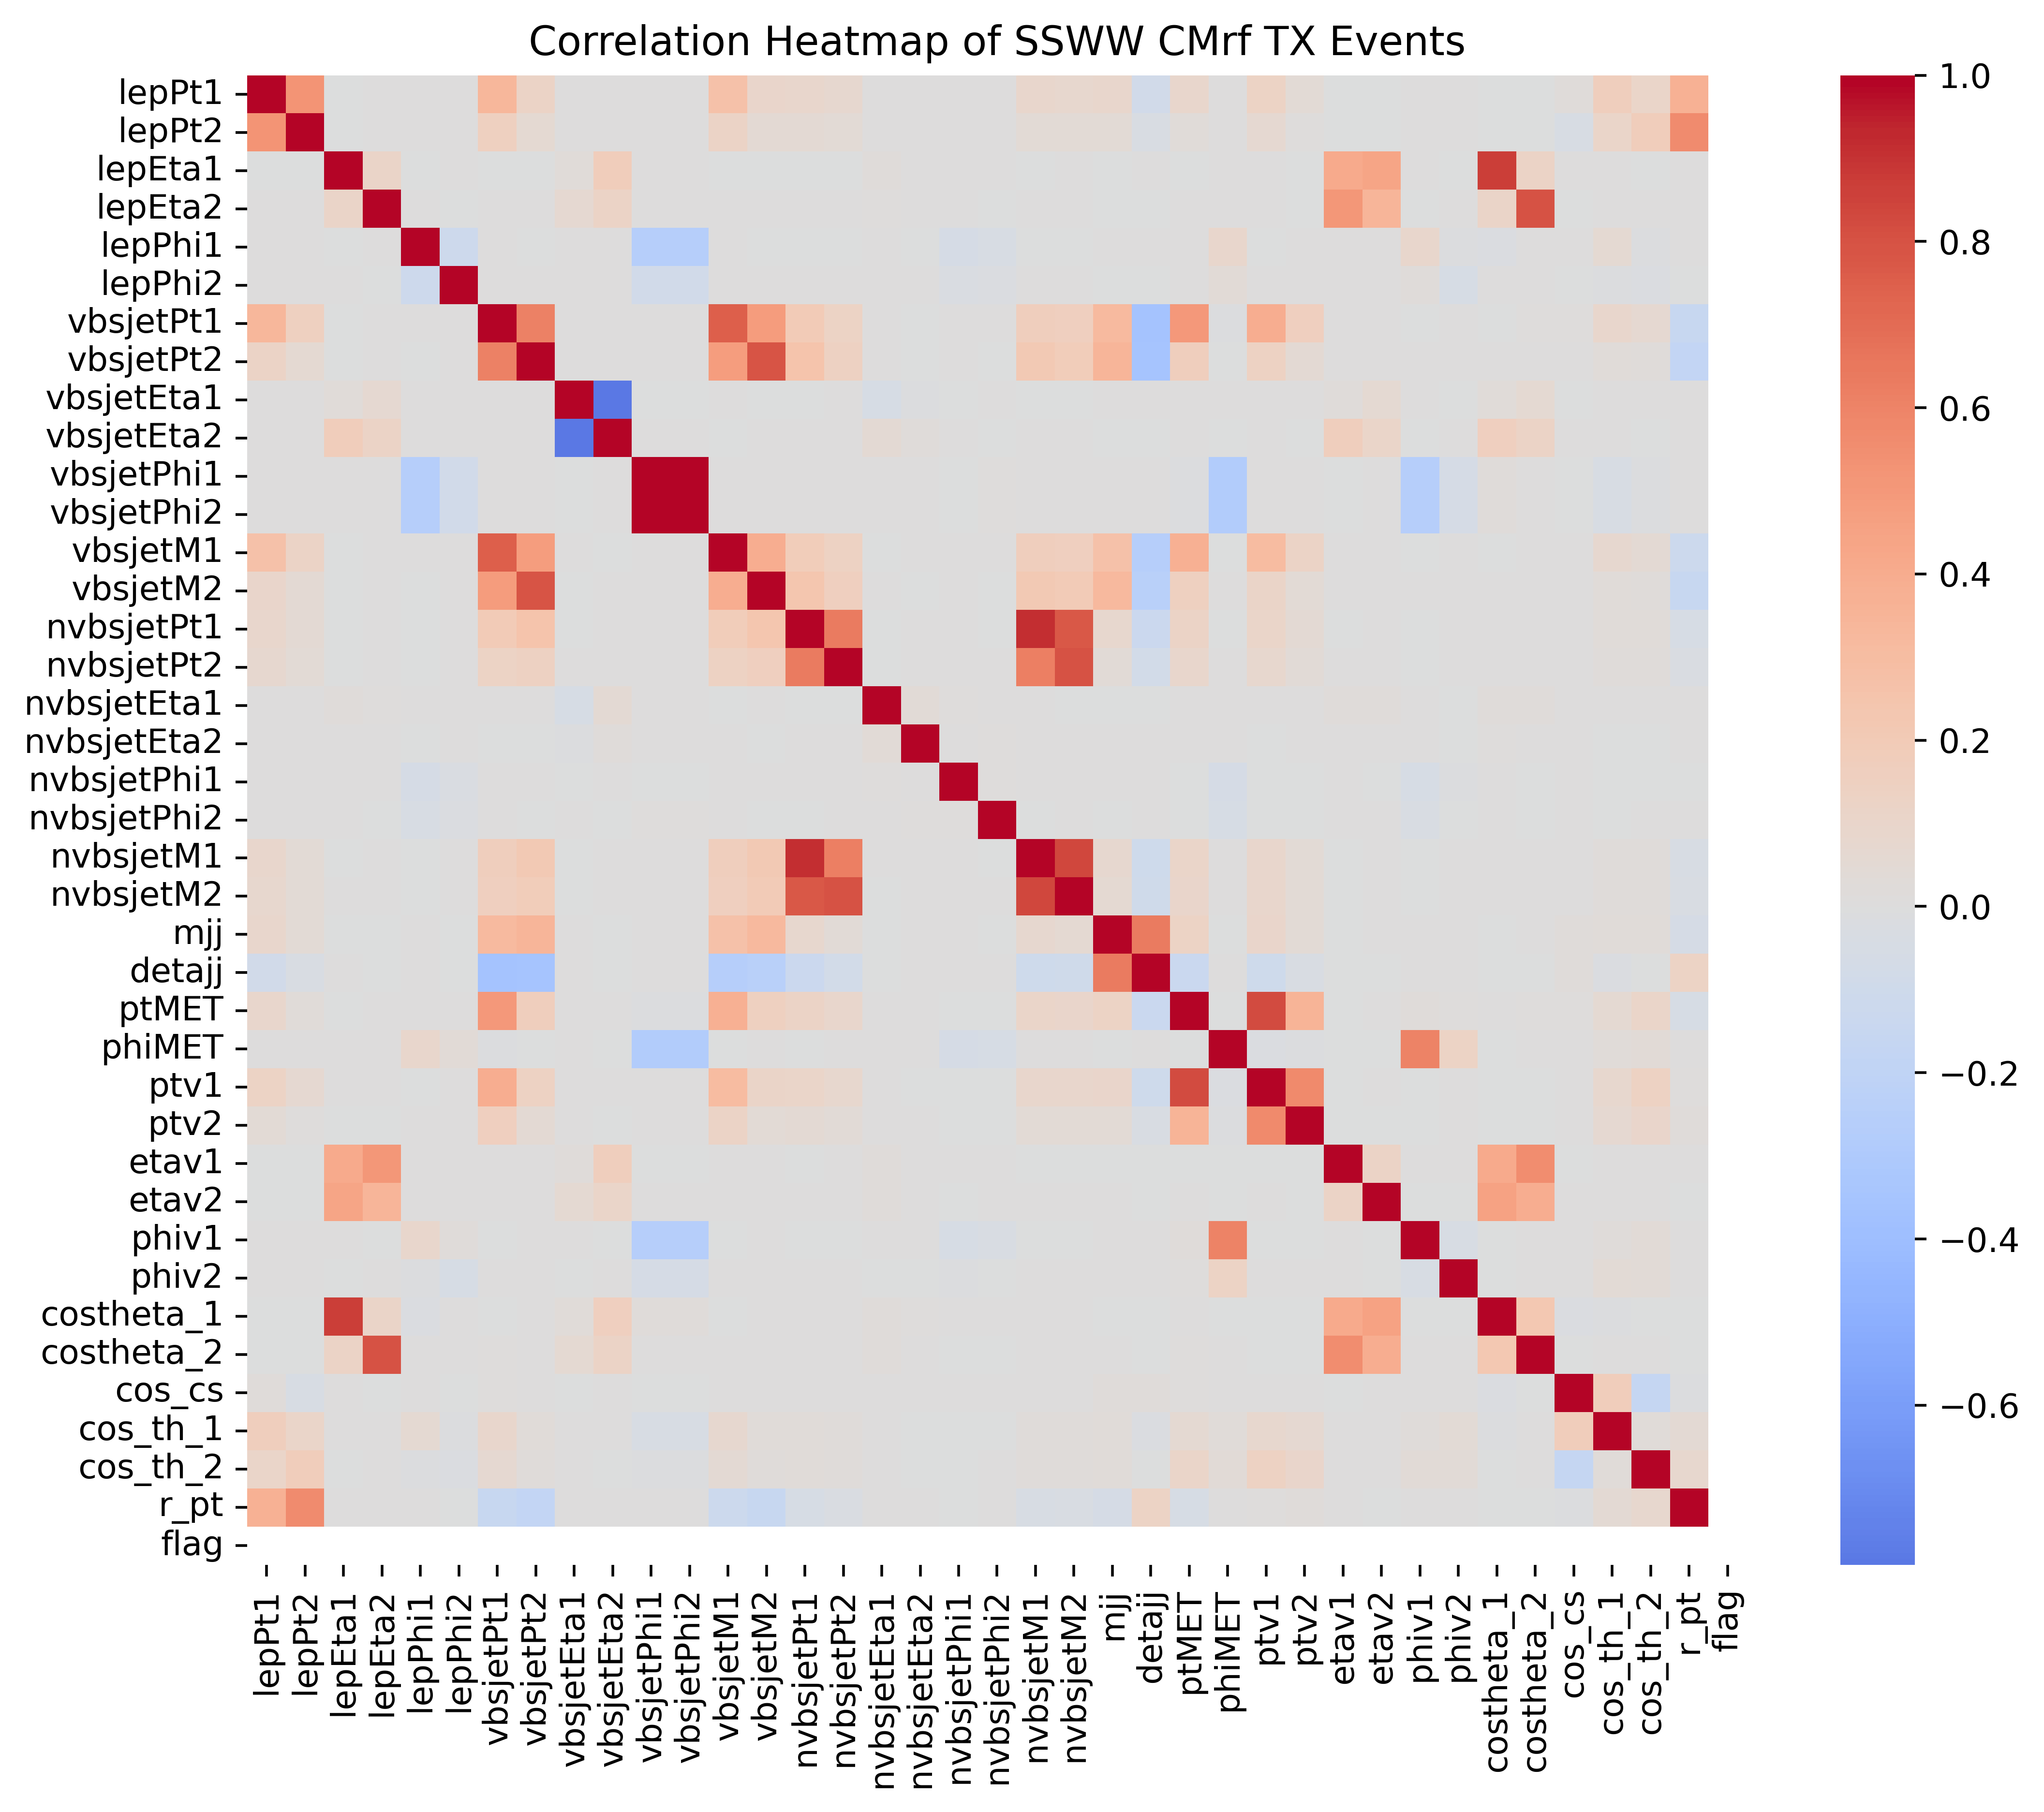 Correlation Heatmap of SSWW CMrf TX Events
lepPt1
lepPt2
lepEta1
lepEta2
lepPhi1
lepPhi2
vbsjetPt1
vbsjetPt2
vbsjetEta1
vbsjetEta2
vbsjetPhi1
vbsjetPhi2
vbsjetM1
vbsjetM2
nvbsjetPt1
nvbsjetPt2
nvbsjetEta1
nvbsjetEta2
nvbsjetPhi1
nvbsjetPhi2
nvbsjetM1
nvbsjetM2
mjj
detajj
ptMET
phiMET
ptv1
ptv2
etav1
etav2
phiv1
phiv2
costheta_1
costheta_2
cos_cs
cos_th_1
cos_th_2
r_pt
flag
lepPt1
lepPt2
lepEta1
lepEta2
lepPhi1
lepPhi2
vbsjetPt1
vbsjetPt2
vbsjetEta1
vbsjetEta2
vbsjetPhi1
vbsjetPhi2
vbsjetM1
vbsjetM2
nvbsjetPt1
nvbsjetPt2
nvbsjetEta1
nvbsjetEta2
nvbsjetPhi1
nvbsjetPhi2
nvbsjetM1
nvbsjetM2
mjj
detajj
ptMET
phiMET
ptv1
ptv2
etav1
etav2
phiv1
phiv2
costheta_1
costheta_2
cos_cs
cos_th_1
cos_th_2
r_pt
flag
1.0
0.8
0.6
0.4
0.2
0.0
−0.2
−0.4
−0.6